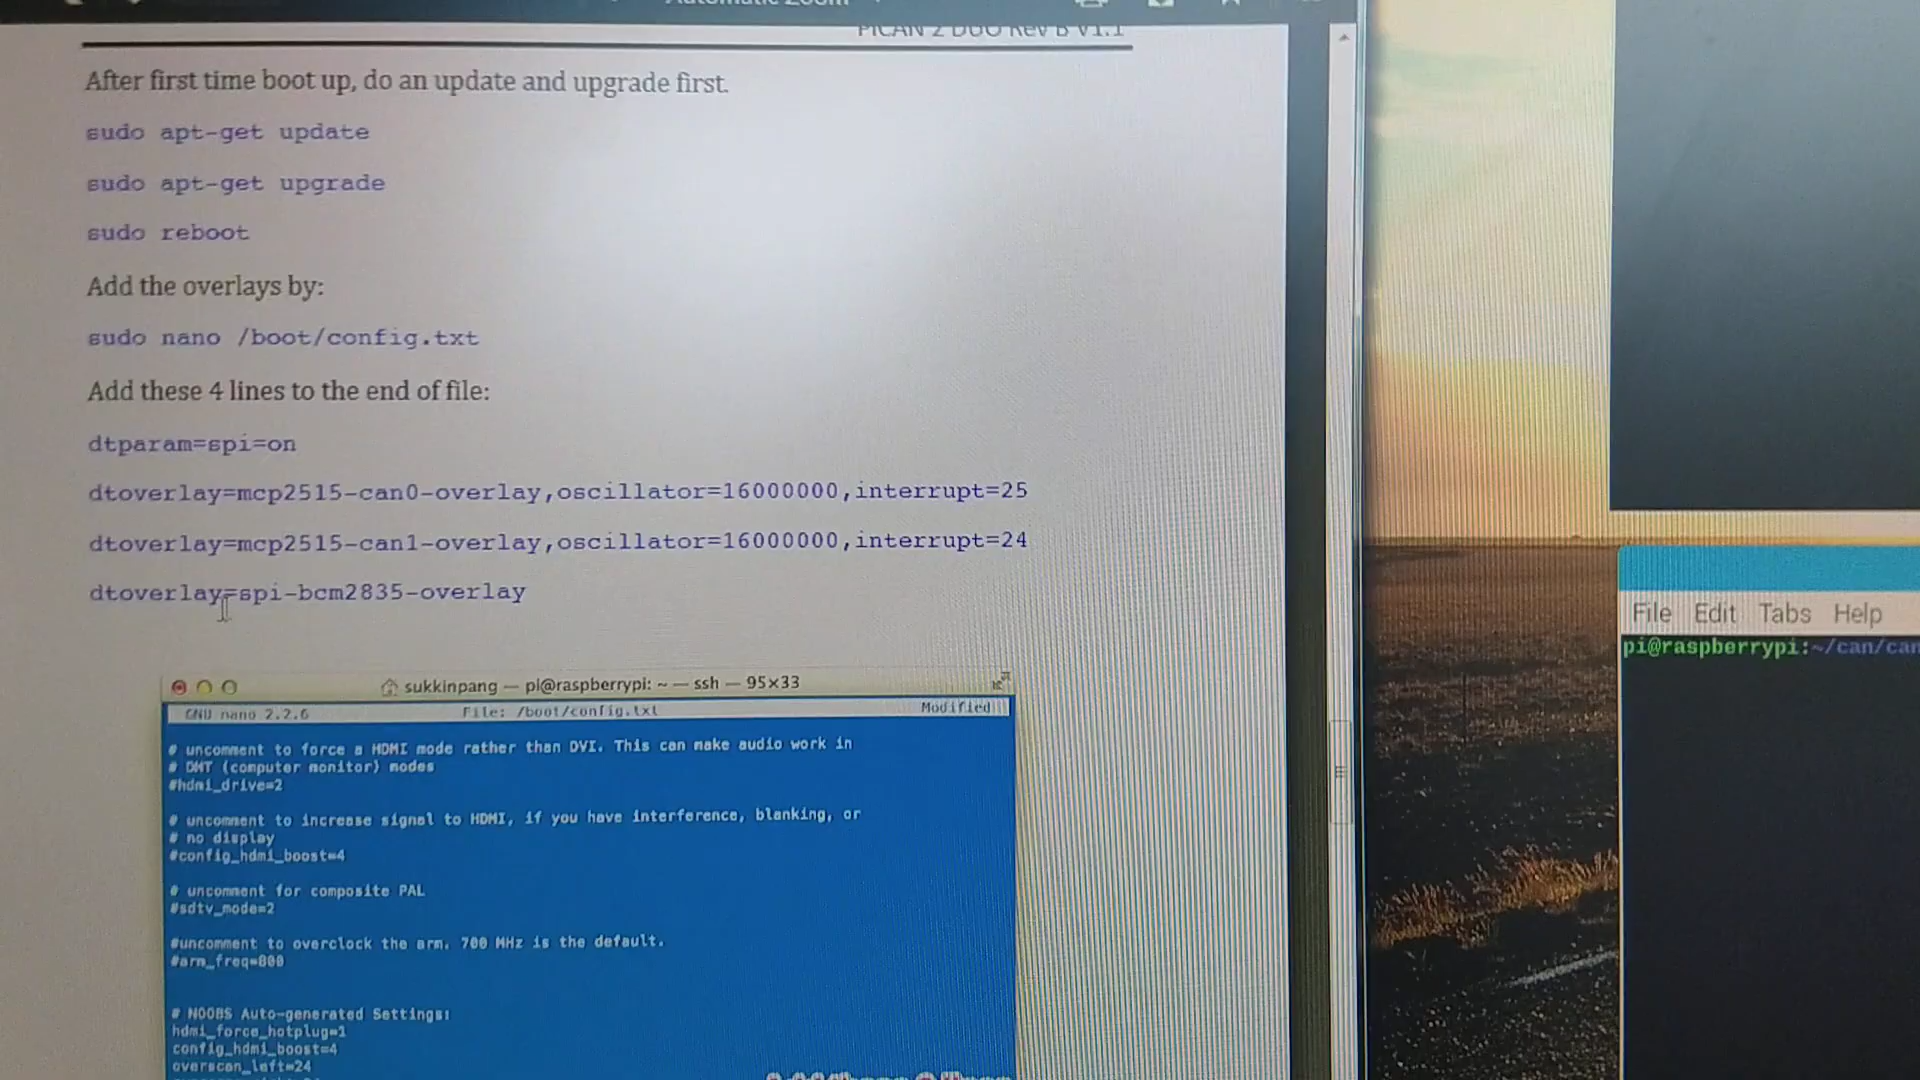 Automatic Zoom
PICAN 2 DUO Rev B V1.1
After first time boot up, do an update and upgrade first.
sudo apt-get update
sudo apt-get upgrade
sudo reboot
Add the overlays by:
sudo nano /boot/config.txt
Add these 4 lines to the end of file:
dtparam=spi=on
dtoverlay=mcp2515-can0-overlay,oscillator=16000000,interrupt=25
dtoverlay=mcp2515-can1-overlay,oscillator=16000000,interrupt=24
dtoverlay=spi-bcm2835-overlay
sukkinpang — pi@raspberrypi: ~ — ssh — 95×33
GNU nano 2.2.6 File: /boot/config.txt Modified
# uncomment to force a HDMI mode rather than DVI. This can make audio work in
# DMT (computer monitor) modes
#hdmi_drive=2
# uncomment to increase signal to HDMI, if you have interference, blanking, or
# no display
#config_hdmi_boost=4
# uncomment for composite PAL
#sdtv_mode=2
#uncomment to overclock the arm. 700 MHz is the default.
#arm_freq=800
# NOOBS Auto-generated Settings:
hdmi_force_hotplug=1
config_hdmi_boost=4
overscan_left=24
File Edit Tabs Help
pi@raspberrypi:~/can/can